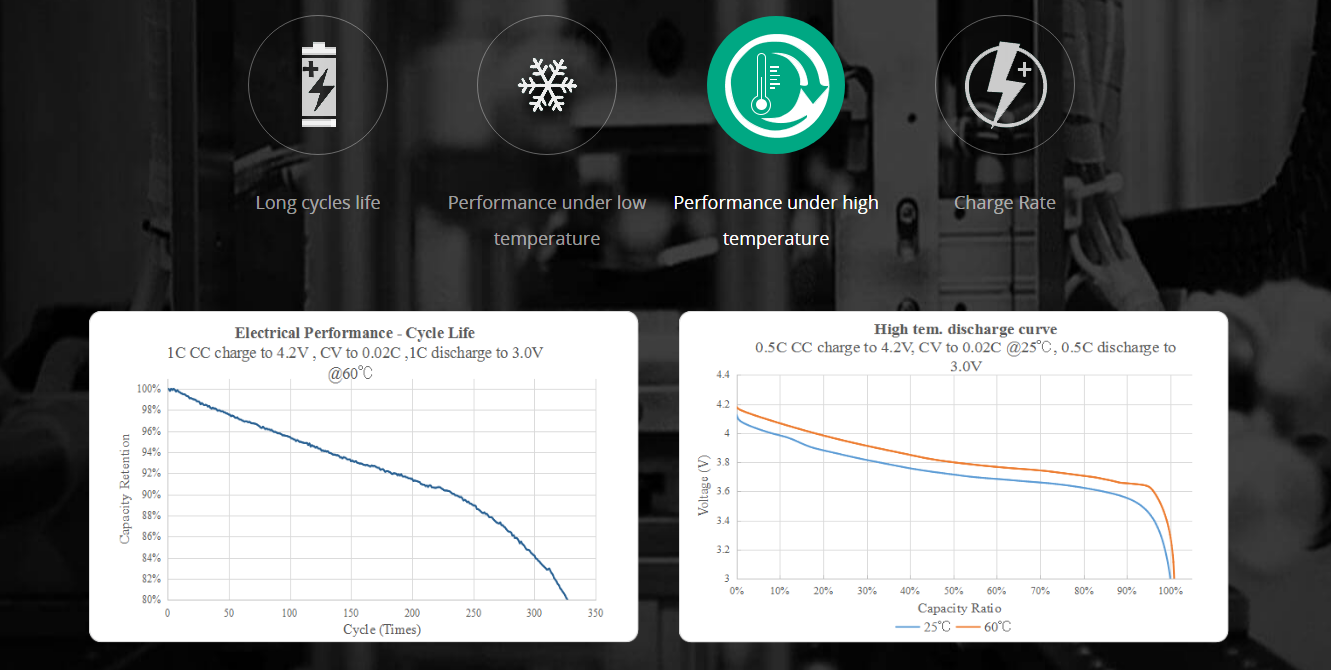 Long cycles life
Performance under low
temperature
Performance under high
temperature
Charge Rate
Electrical Performance - Cycle Life
1C CC charge to 4.2V , CV to 0.02C ,1C discharge to 3.0V
@60℃
100%
98%
96%
94%
92%
90%
88%
86%
84%
82%
80%
Capacity Retention
0 50 100 150 200 250 300 350
Cycle (Times)
High tem. discharge curve
0.5C CC charge to 4.2V, CV to 0.02C @25℃, 0.5C discharge to
3.0V
4.4
4.2
4
3.8
3.6
3.4
3.2
3
Voltage (V)
0% 10% 20% 30% 40% 50% 60% 70% 80% 90% 100%
Capacity Ratio
25℃ 60℃